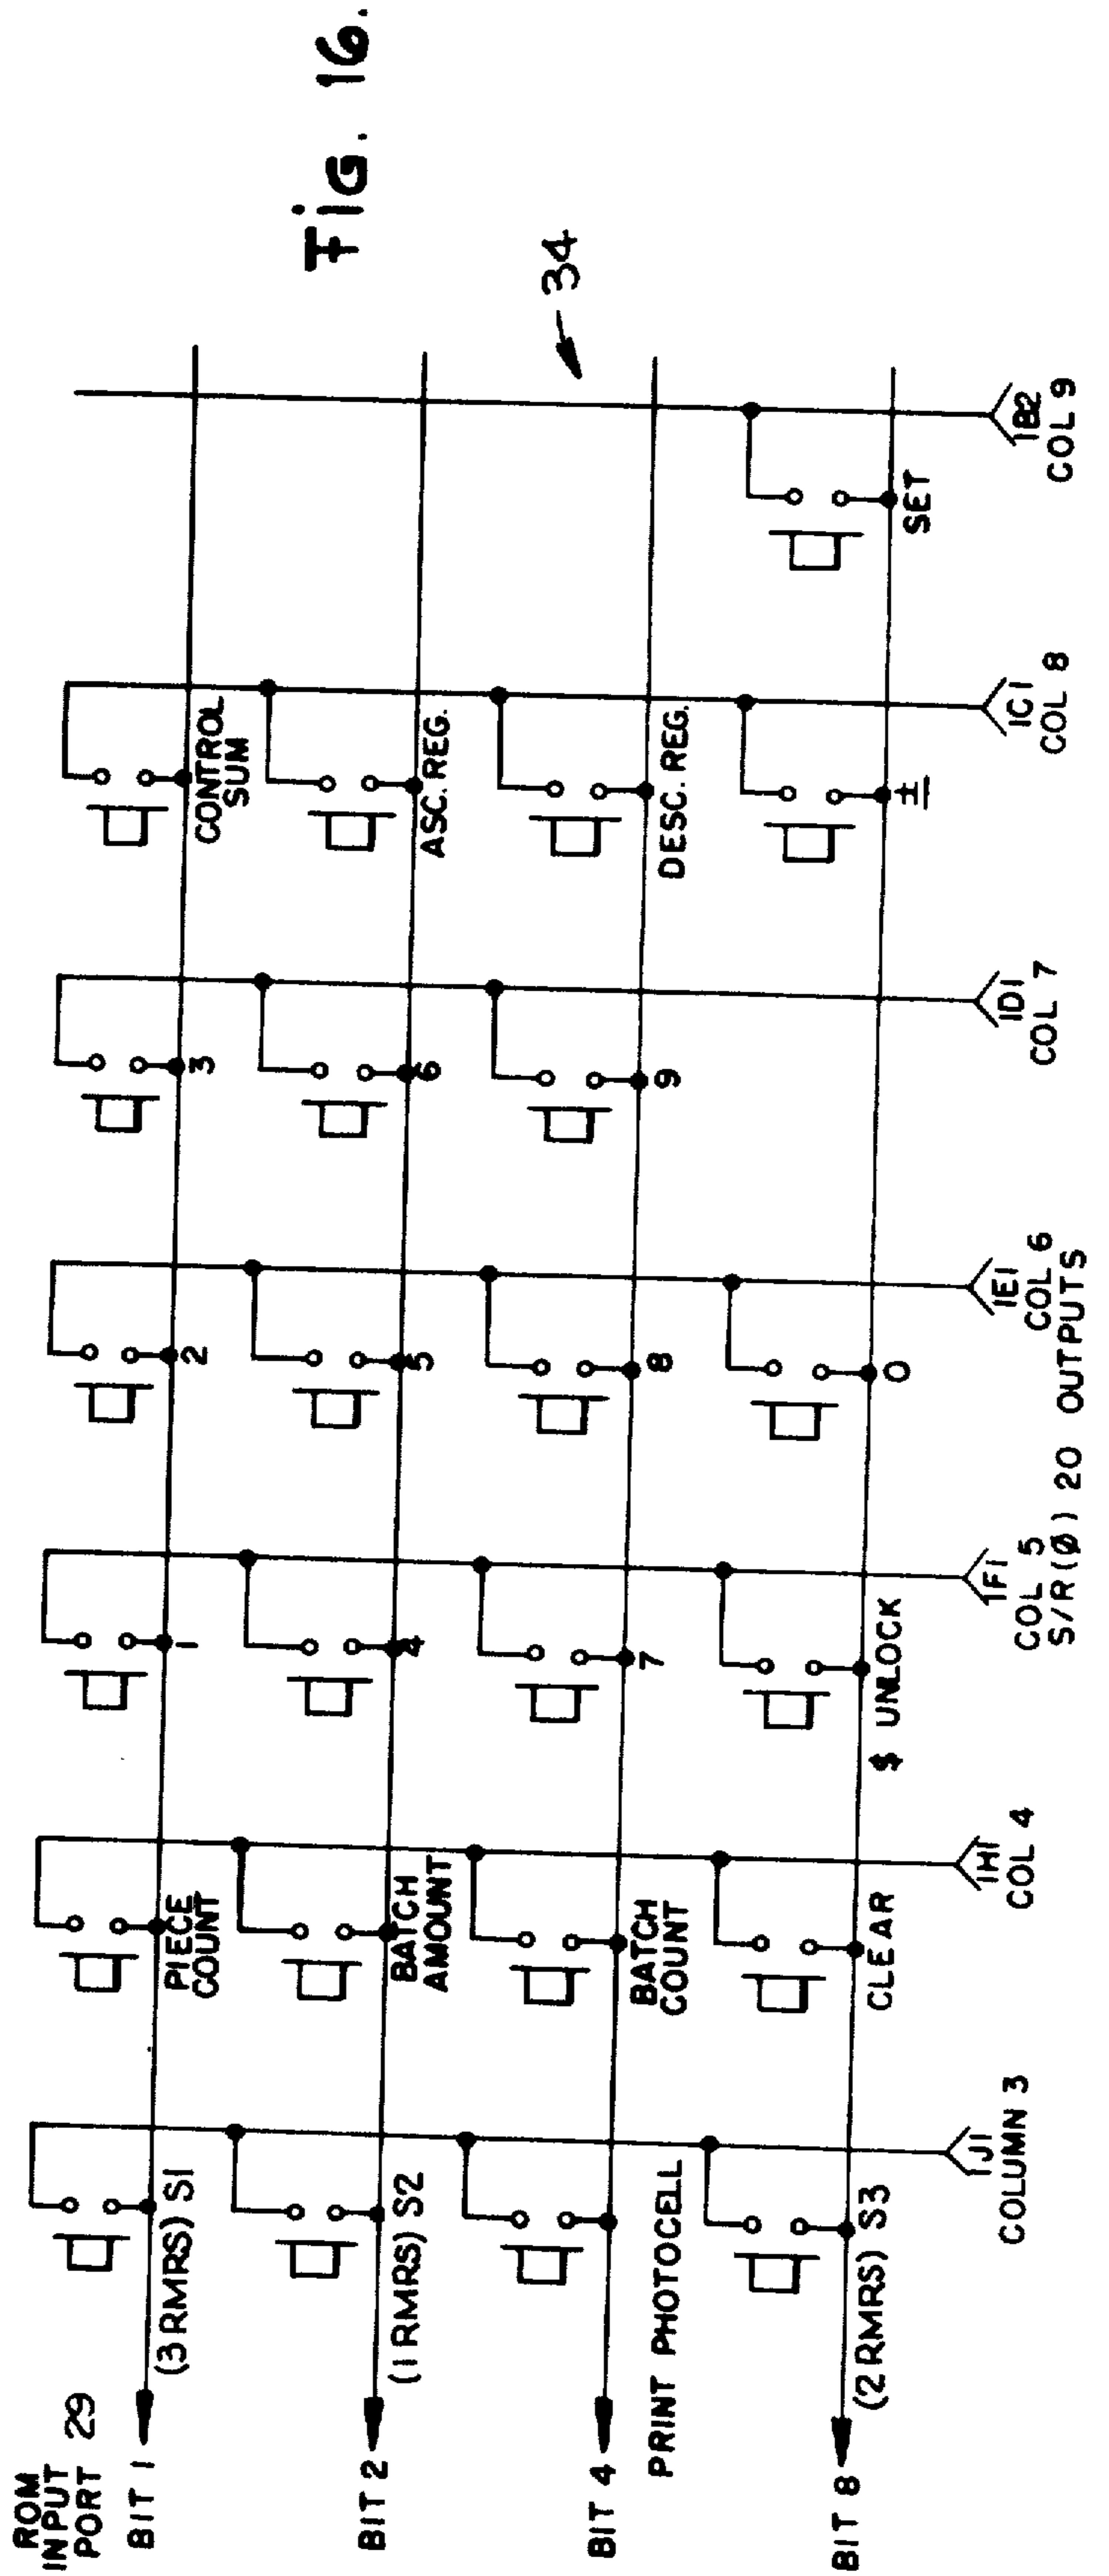 Fig. 16.
34
ROM
INPUT
PORT 29
BIT 1
(3 RMRS) S1
PIECE
COUNT
1
2
3
CONTROL
SUM
BIT 2
(1 RMRS) S2
BATCH
AMOUNT
4
5
6
ASC. REG.
BIT 4
PRINT PHOTOCELL
BATCH
COUNT
7
8
9
DESC. REG.
BIT 8
(2 RMRS) S3
CLEAR
$ UNLOCK
0
±
SET
1J1
COLUMN 3
1H1
COL 4
1F1
COL 5
1E1
COL 6
1D1
COL 7
1C1
COL 8
1B2
COL 9
S/R(Ø) 20 OUTPUTS